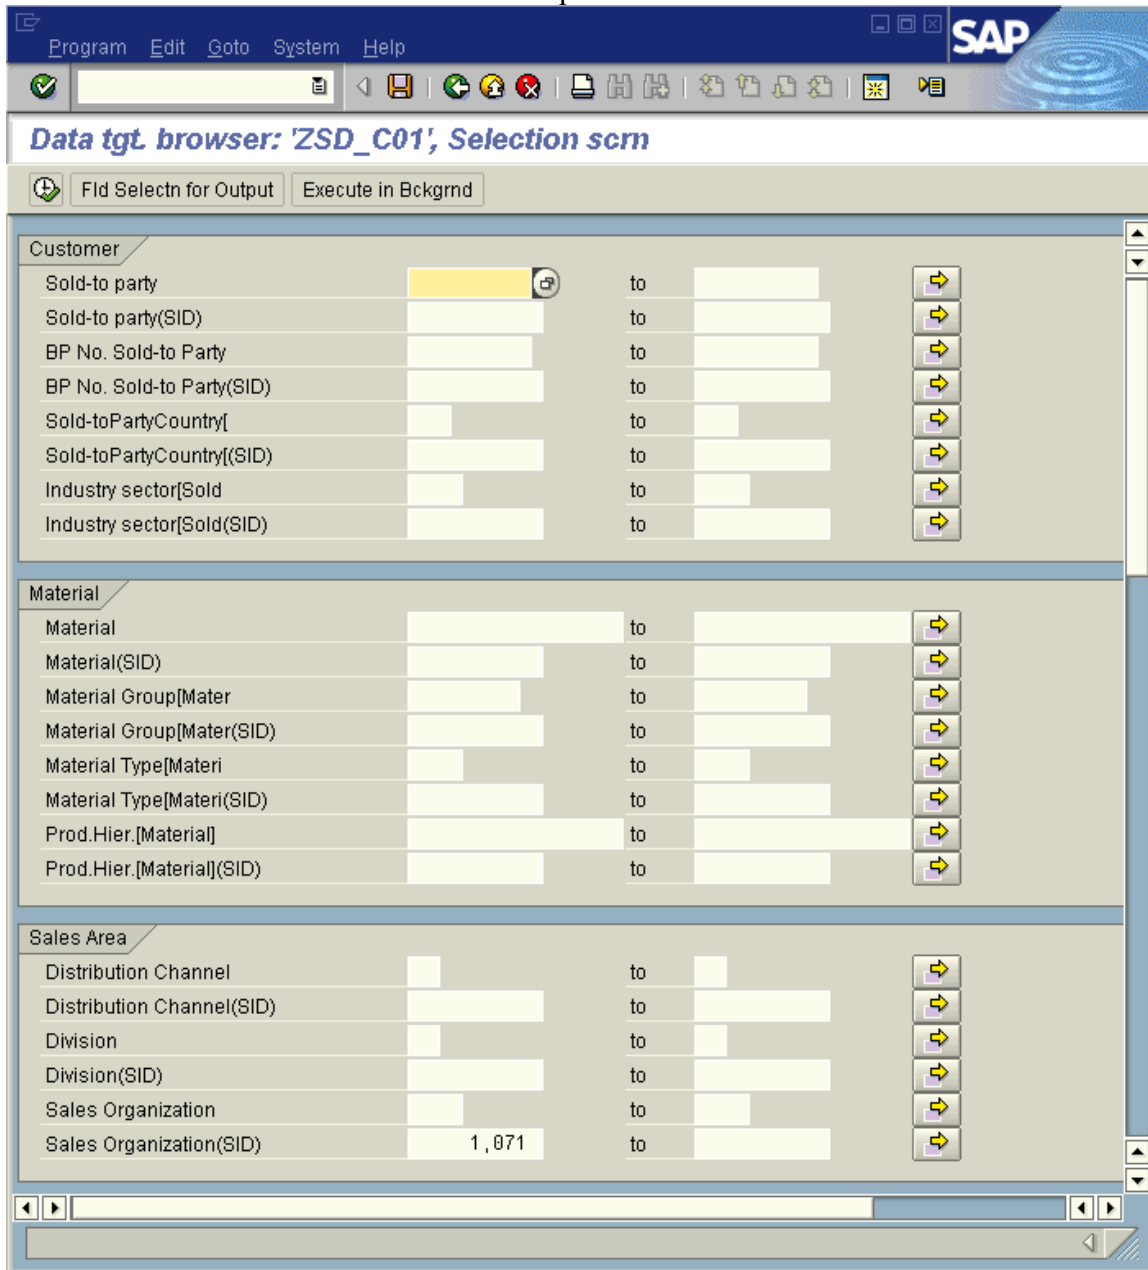 Program Edit Goto System Help
SAP
Data tgt. browser: 'ZSD_C01', Selection scrn
Fld Selectn for Output Execute in Bckgrnd
Customer
Sold-to party to
Sold-to party(SID) to
BP No. Sold-to Party to
BP No. Sold-to Party(SID) to
Sold-toPartyCountry[ to
Sold-toPartyCountry[(SID) to
Industry sector[Sold to
Industry sector[Sold(SID) to
Material
Material to
Material(SID) to
Material Group[Mater to
Material Group[Mater(SID) to
Material Type[Materi to
Material Type[Materi(SID) to
Prod.Hier.[Material] to
Prod.Hier.[Material](SID) to
Sales Area
Distribution Channel to
Distribution Channel(SID) to
Division to
Division(SID) to
Sales Organization to
Sales Organization(SID) 1,071 to